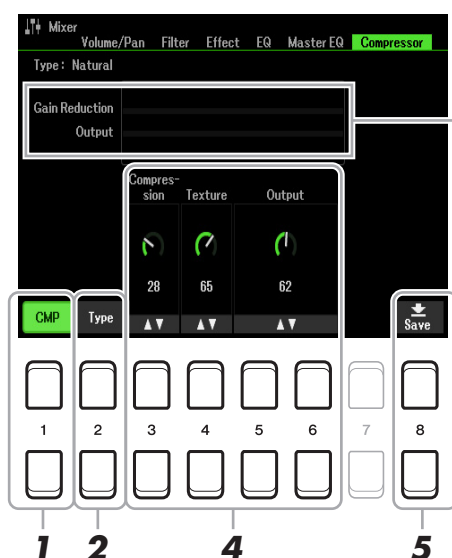 Mixer
Volume/Pan Filter Effect EQ Master EQ Compressor
Type: Natural
Gain Reduction
Output
Compres-
sion Texture Output
28 65 62
CMP Type ▲▼ ▲▼ ▲▼ Save
1 2 3 4 5 6 7 8
1 2 4 5